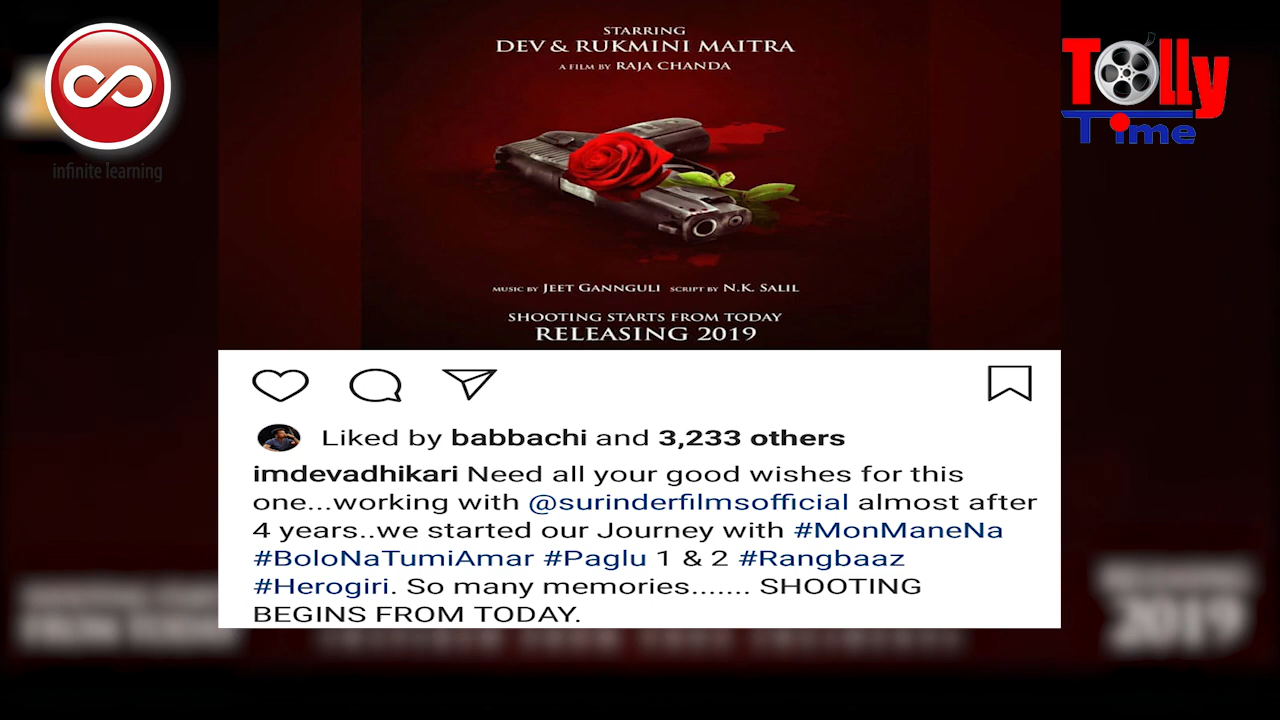 STARRING
DEV & RUKMINI MAITRA
A FILM BY RAJA CHANDA
infinite learning
Tolly
Time
MUSIC BY JEET GANNGULI SCRIPT BY N.K. SALIL
SHOOTING STARTS FROM TODAY
RELEASING 2019
Liked by babbachi and 3,233 others
imdevadhikari Need all your good wishes for this
one...working with @surinderfilmsofficial almost after
4 years..we started our Journey with #MonManeNa
#BoloNaTumiAmar #Paglu 1 & 2 #Rangbaaz
#Herogiri. So many memories....... SHOOTING
BEGINS FROM TODAY.
FROM TODAY
2019